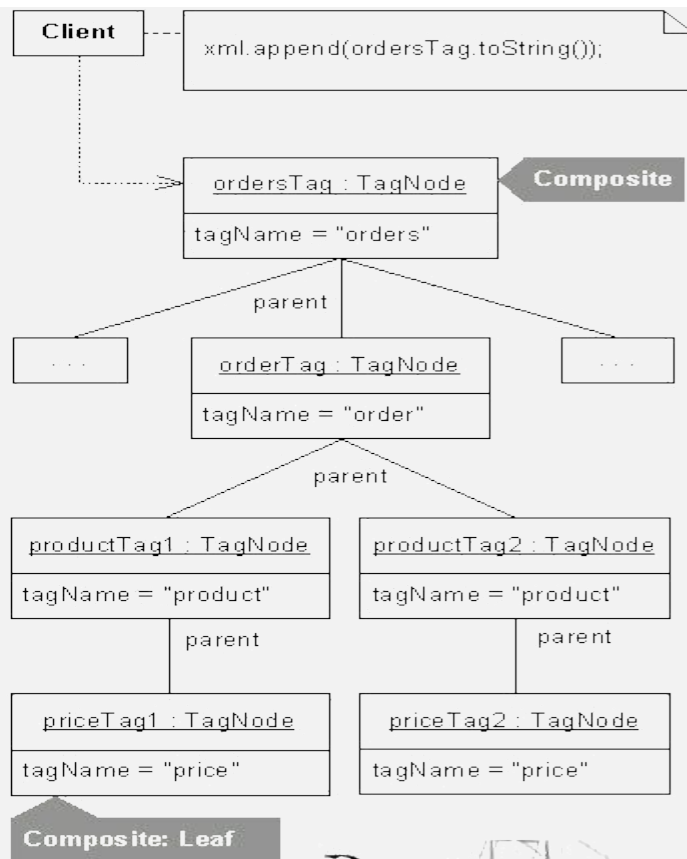 Client
xml.append(ordersTag.toString());
ordersTag : TagNode
Composite
tagName = "orders"
parent
. . .
orderTag : TagNode
. . .
tagName = "order"
parent
productTag1 : TagNode
productTag2 : TagNode
tagName = "product"
tagName = "product"
parent
parent
priceTag1 : TagNode
priceTag2 : TagNode
tagName = "price"
tagName = "price"
Composite: Leaf